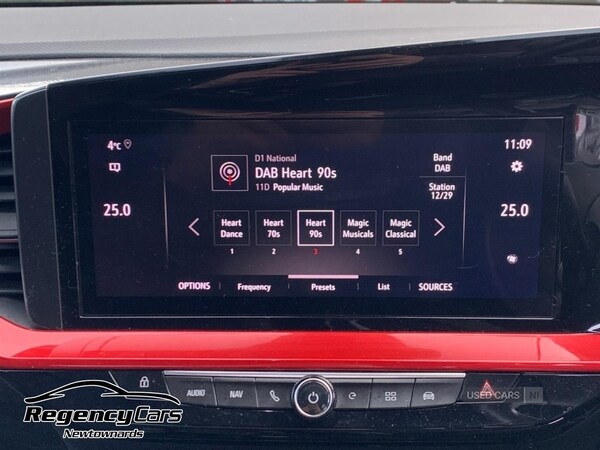 4°C
11:09
D1 National
DAB Heart 90s
11D Popular Music
Band
DAB
Station
12/29
25.0
25.0
Heart Dance
Heart 70s
Heart 90s
Magic Musicals
Magic Classical
1 2 3 4 5
OPTIONS Frequency Presets List SOURCES
AUDIO NAV
Regency Cars
Newtownards
USED CARS NI